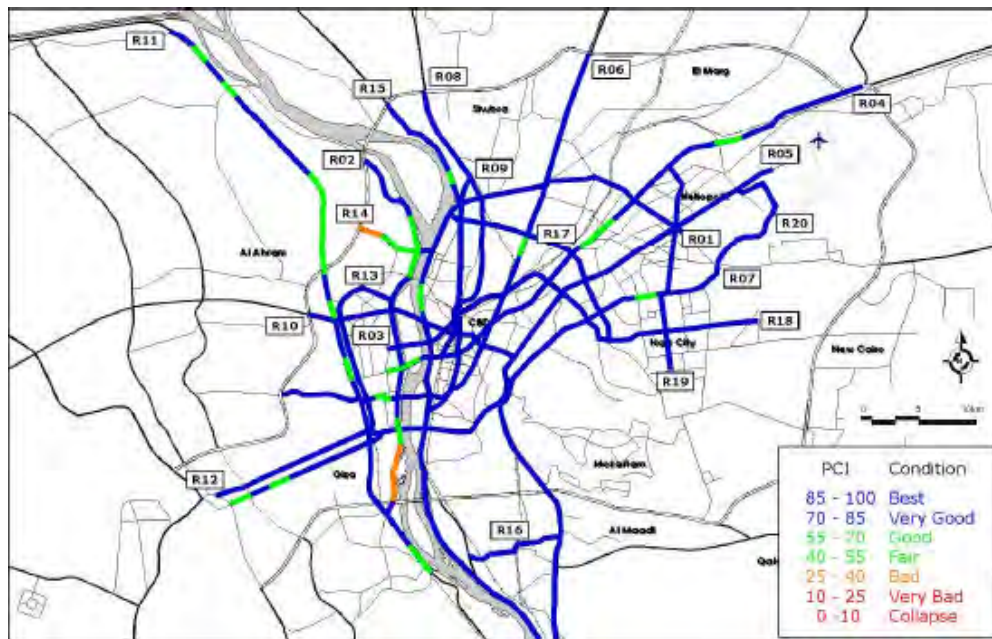 R11
R15
R08
R06
El Marg
R04
Shubra
R02
R09
R05
R14
R20
R17
R01
Al Ahram
R13
R07
R10
R03
CBD
R18
Nasr City
New Cairo
R19
0 5 10km
R12
Giza
Mokattam
R16
Al Maadi
PCI Condition
85 - 100 Best
70 - 85 Very Good
55 - 70 Good
40 - 55 Fair
25 - 40 Bad
10 - 25 Very Bad
0 -10 Collapse